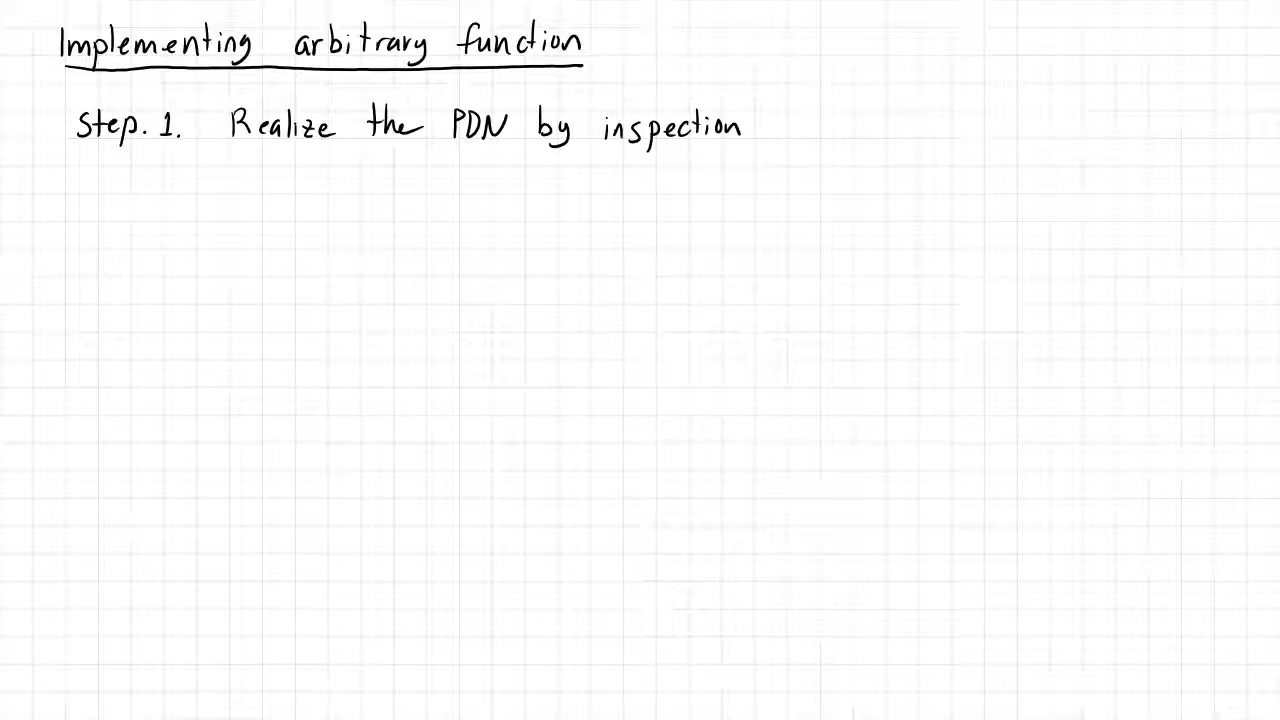 Implementing arbitrary function
Step. 1. Realize the PDN by inspection